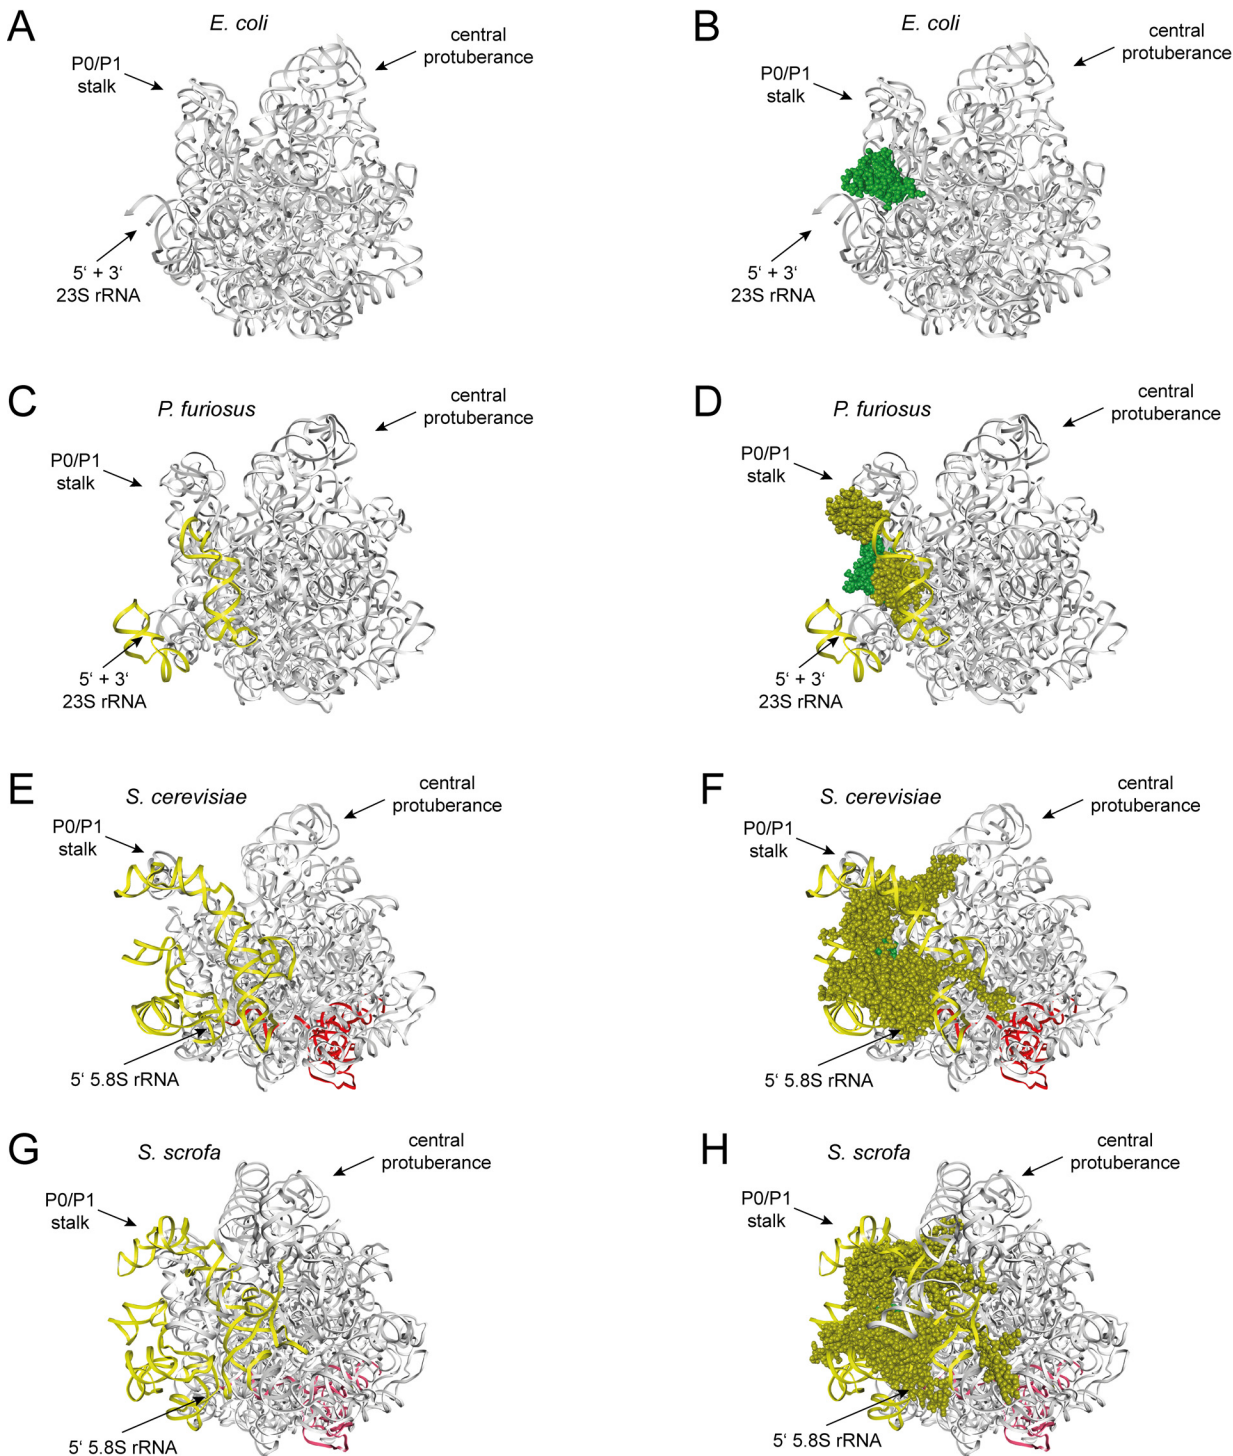 A
E. coli
central
protuberance
P0/P1
stalk
5‘ + 3‘
23S rRNA
B
E. coli
central
protuberance
P0/P1
stalk
5‘ + 3‘
23S rRNA
C
P. furiosus
central
protuberance
P0/P1
stalk
5‘ + 3‘
23S rRNA
D
P. furiosus
central
protuberance
P0/P1
stalk
5‘ + 3‘
23S rRNA
E
S. cerevisiae
central
protuberance
P0/P1
stalk
5‘ 5.8S rRNA
F
S. cerevisiae
central
protuberance
P0/P1
stalk
5‘ 5.8S rRNA
G
S. scrofa
central
protuberance
P0/P1
stalk
5‘ 5.8S rRNA
H
S. scrofa
central
protuberance
P0/P1
stalk
5‘ 5.8S rRNA